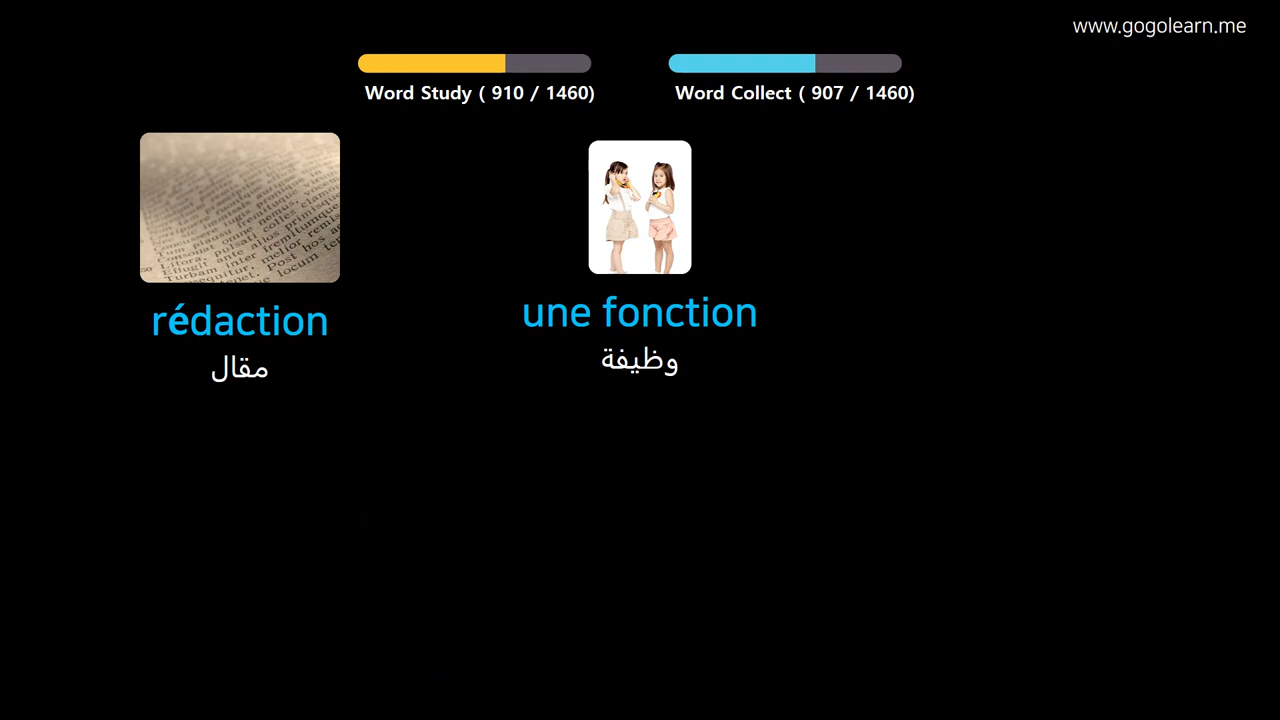 www.gogolearn.me
Word Study ( 910 / 1460)
Word Collect ( 907 / 1460)
rédaction
مقال
une fonction
وظيفة